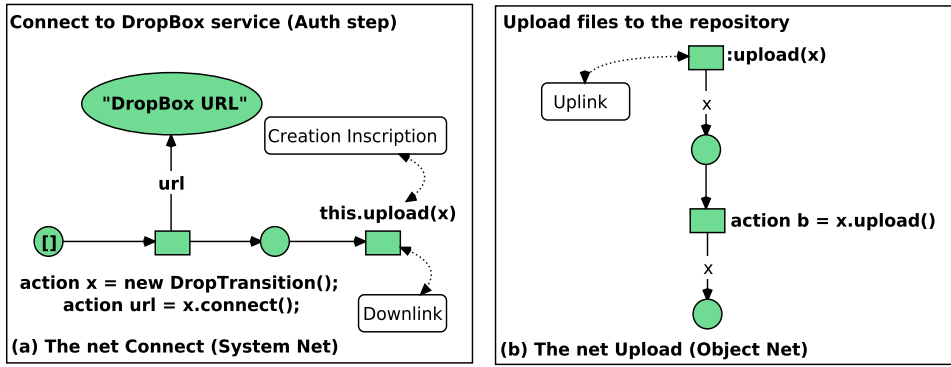 Connect to DropBox service (Auth step)
"DropBox URL"
Creation Inscription
url
this.upload(x)
[]
action x = new DropTransition();
action url = x.connect();
Downlink
(a) The net Connect (System Net)
Upload files to the repository
:upload(x)
Uplink
x
action b = x.upload()
x
(b) The net Upload (Object Net)